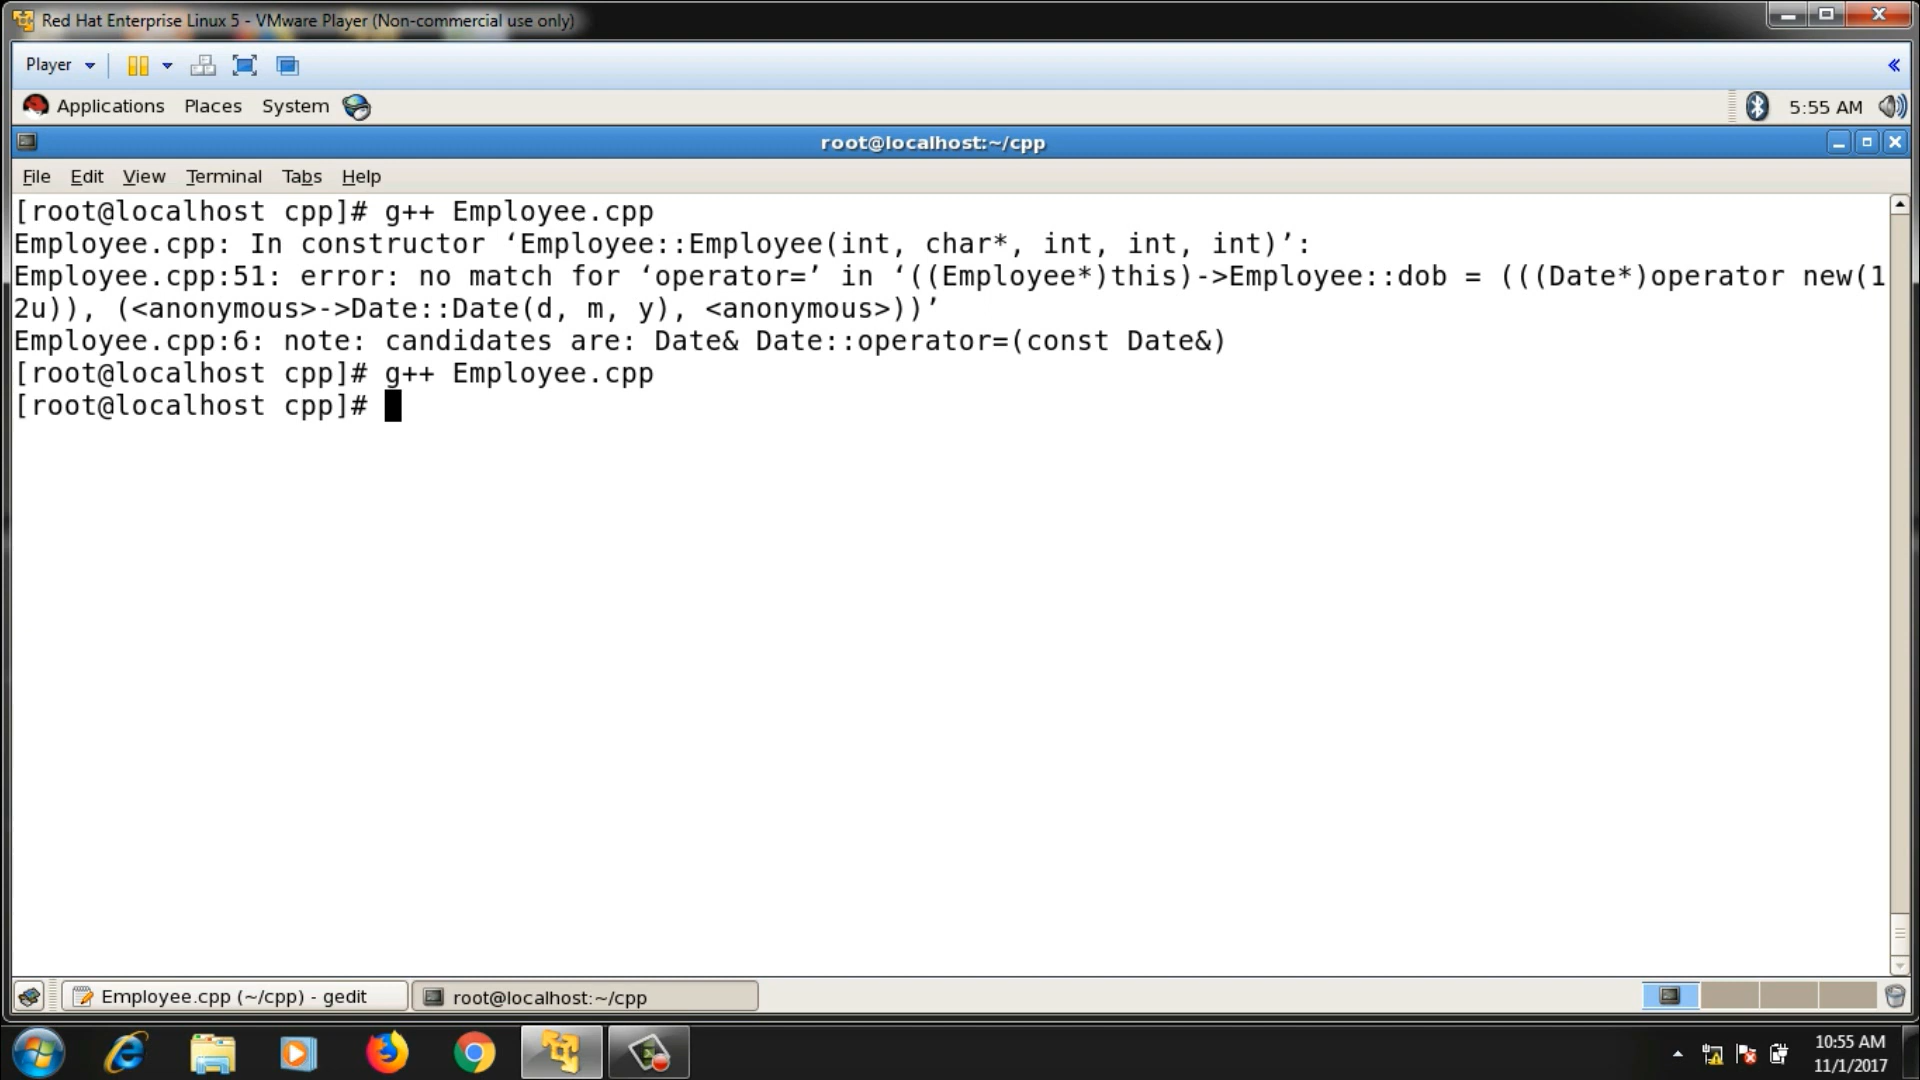 Red Hat Enterprise Linux 5 - VMware Player (Non-commercial use only)
Player
Applications Places System 5:55 AM
root@localhost:~/cpp
File Edit View Terminal Tabs Help
[root@localhost cpp]# g++ Employee.cpp
Employee.cpp: In constructor ‘Employee::Employee(int, char*, int, int, int)’:
Employee.cpp:51: error: no match for ‘operator=’ in ‘((Employee*)this)->Employee::dob = (((Date*)operator new(1
2u)), (<anonymous>->Date::Date(d, m, y), <anonymous>))’
Employee.cpp:6: note: candidates are: Date& Date::operator=(const Date&)
[root@localhost cpp]# g++ Employee.cpp
[root@localhost cpp]#
Employee.cpp (~/cpp) - gedit root@localhost:~/cpp
10:55 AM
11/1/2017